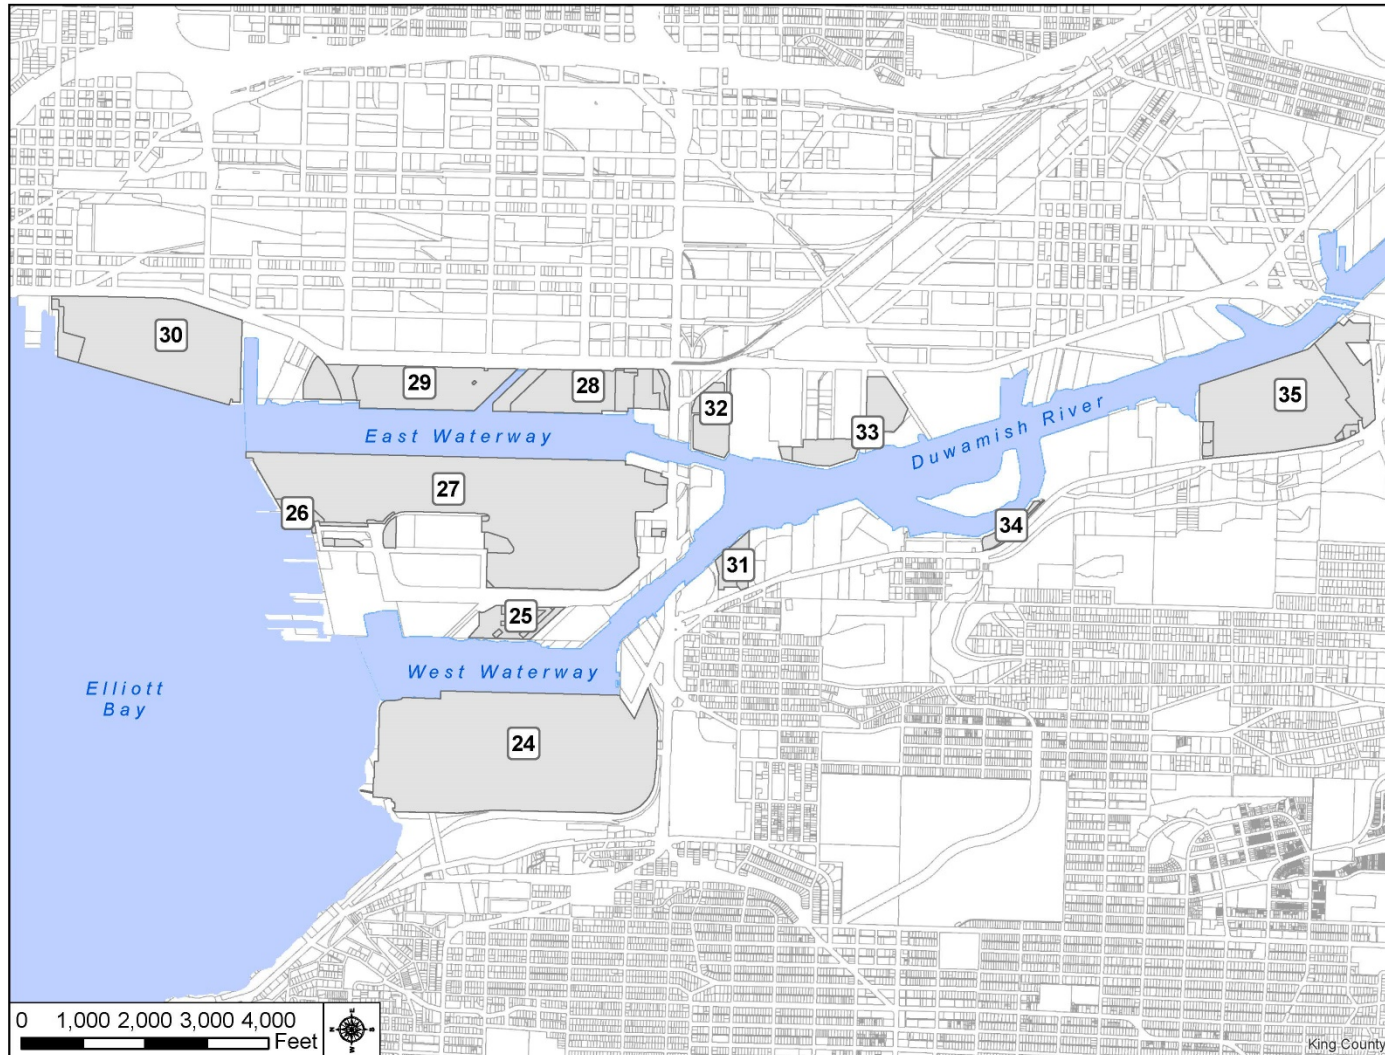 30
29
28
32
33
35
East Waterway
Duwamish River
27
26
34
31
25
West Waterway
Elliott
Bay
24
0 1,000 2,000 3,000 4,000
Feet
N
E
S
W
King County